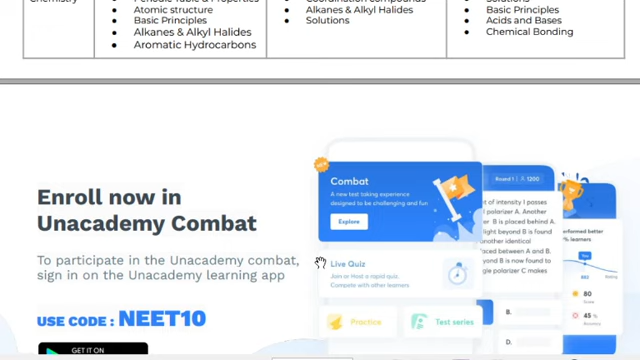 Chemistry
Periodic Table & Properties
Atomic structure
Basic Principles
Alkanes & Alkyl Halides
Aromatic Hydrocarbons
Coordination compounds
Alkanes & Alkyl Halides
Solutions
Solutions
Basic Principles
Acids and Bases
Chemical Bonding
Enroll now in
Unacademy Combat
To participate in the Unacademy combat,
sign in on the Unacademy learning app
USE CODE : NEET10
GET IT ON
Combat
A new test taking experience
designed to be challenging and fun
Explore
Live Quiz
Join or Host a rapid quiz
Compete with other learners
Practice
Test series
Round 1 | 1200
t of intensity I passes
l polarizer A. Another
B is placed behind A.
ight beyond B is found
another identical
placed between A and B.
eyond B is now found to
gle polarizer C makes
B.
D.
erformed better
learners
80
45